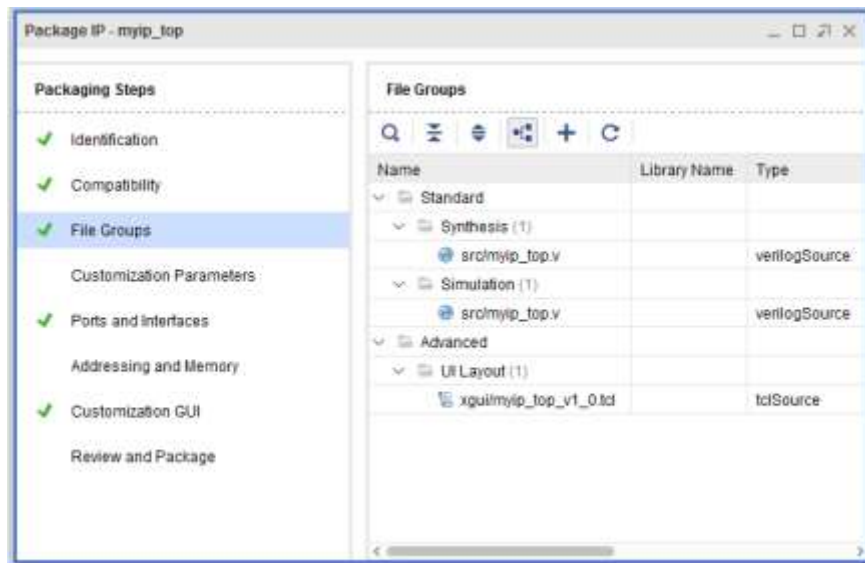 Package IP - myip_top
Packaging Steps
Identification
Compatibility
File Groups
Customization Parameters
Ports and Interfaces
Addressing and Memory
Customization GUI
Review and Package
File Groups
Name Library Name Type
Standard
Synthesis (1)
src/myip_top.v verilogSource
Simulation (1)
src/myip_top.v verilogSource
Advanced
UI Layout (1)
xgui/myip_top_v1_0.tcl tclSource